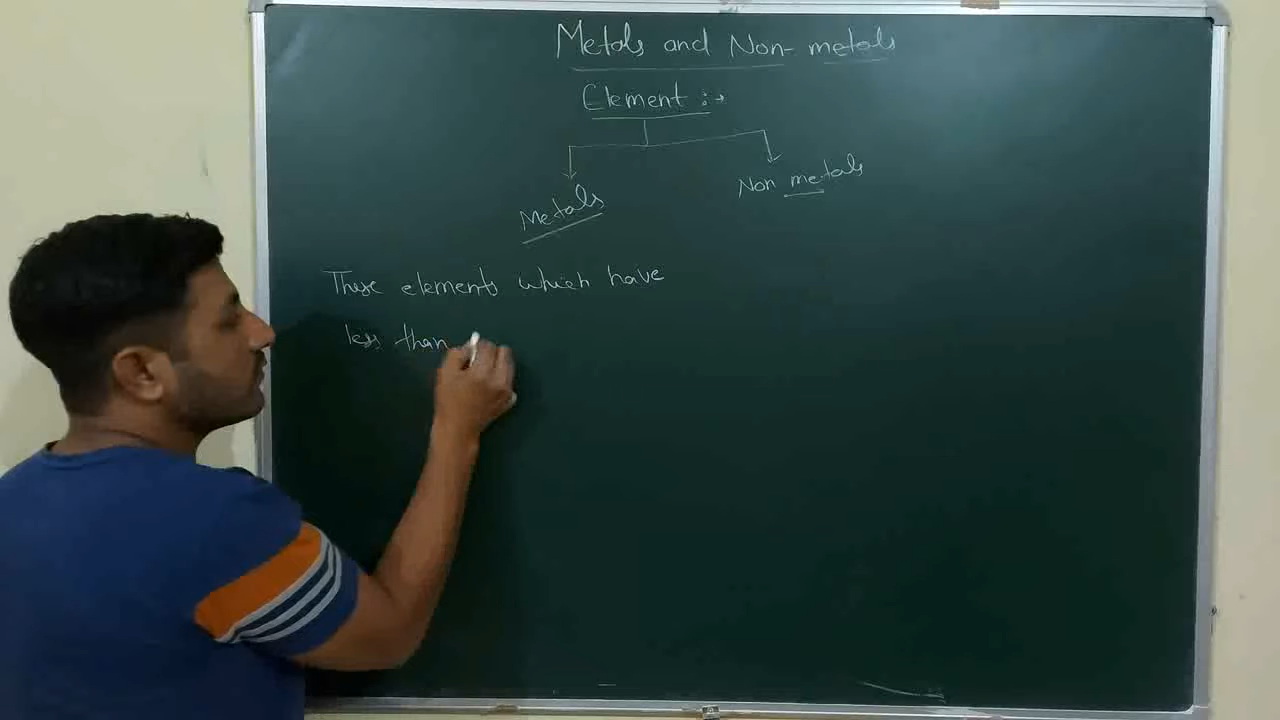 Metals and Non-metals
Element :→
Metals
Non metals
These elements which have
less than